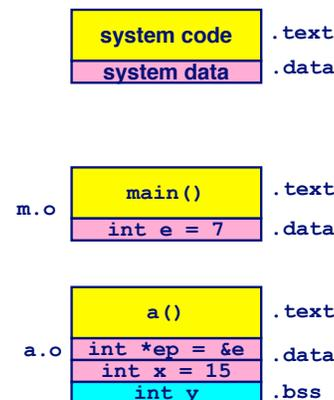 system code .text
system data .data
main() .text
m.o
int e = 7 .data
a() .text
a.o int *ep = &e .data
int x = 15
int y .bss